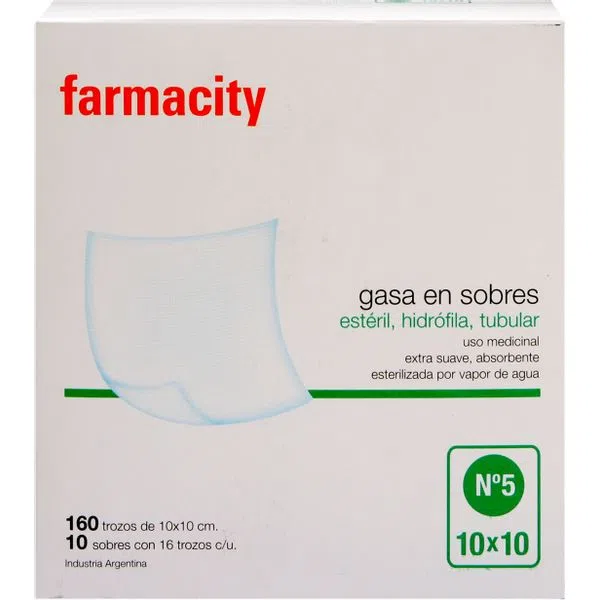 farmacity
gasa en sobres
estéril, hidrófila, tubular
uso medicinal
extra suave, absorbente
esterilizada por vapor de agua
Nº5
10x10
160 trozos de 10x10 cm.
10 sobres con 16 trozos c/u.
Industria Argentina